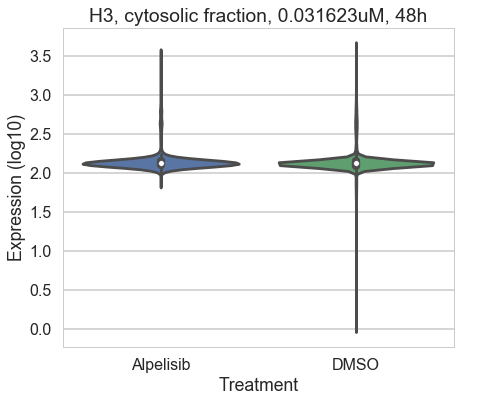 H3, cytosolic fraction, 0.031623uM, 48h
3.5
3.0
2.5
2.0
1.5
1.0
0.5
0.0
Expression (log10)
Alpelisib DMSO
Treatment